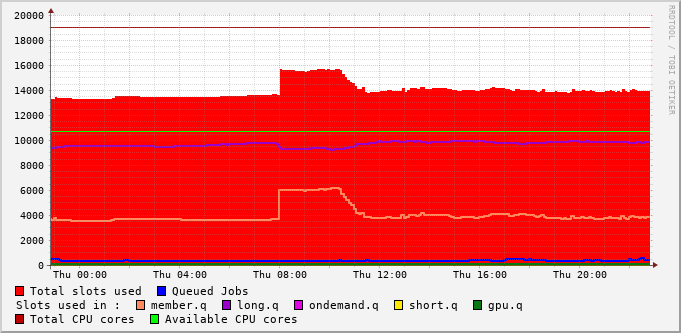 RRDTOOL / TOBI OETIKER
20000
18000
16000
14000
12000
10000
8000
6000
4000
2000
0
Thu 00:00 Thu 04:00 Thu 08:00 Thu 12:00 Thu 16:00 Thu 20:00
Total slots used Queued Jobs
Slots used in : member.q long.q ondemand.q short.q gpu.q
Total CPU cores Available CPU cores